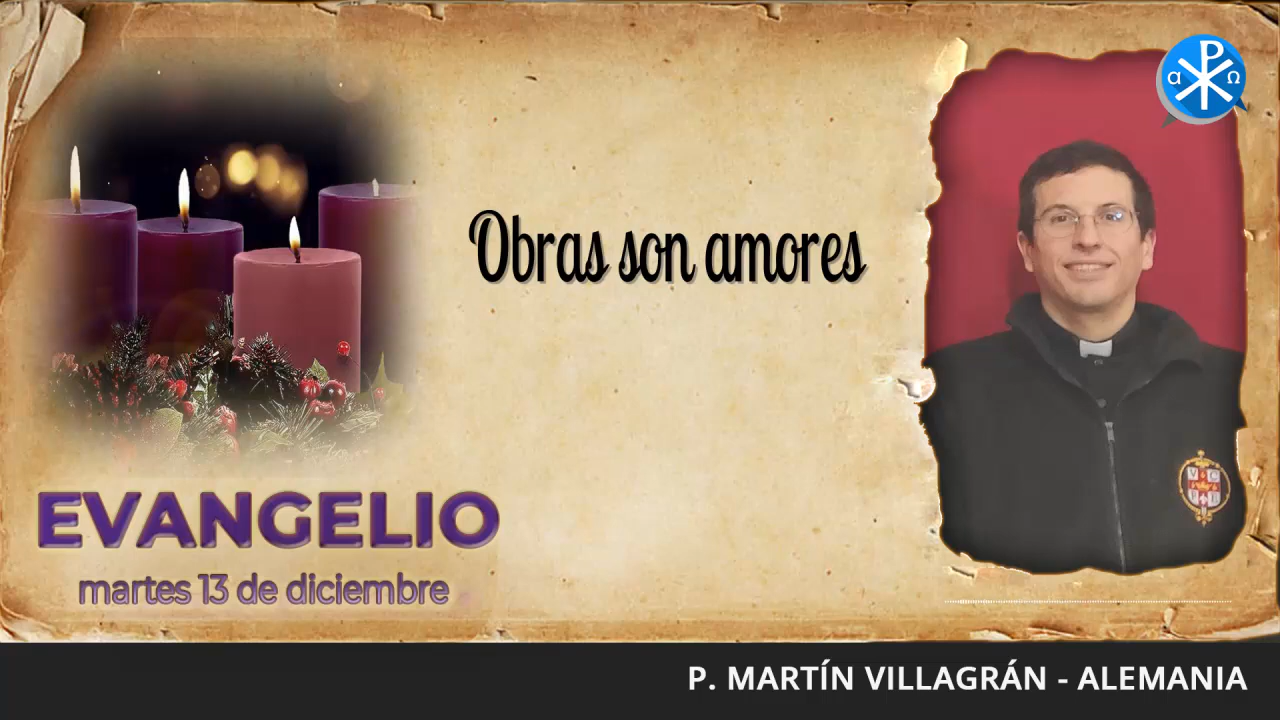 α P Ω
Obras son amores
EVANGELIO
martes 13 de diciembre
V C
P E
P. MARTÍN VILLAGRÁN - ALEMANIA